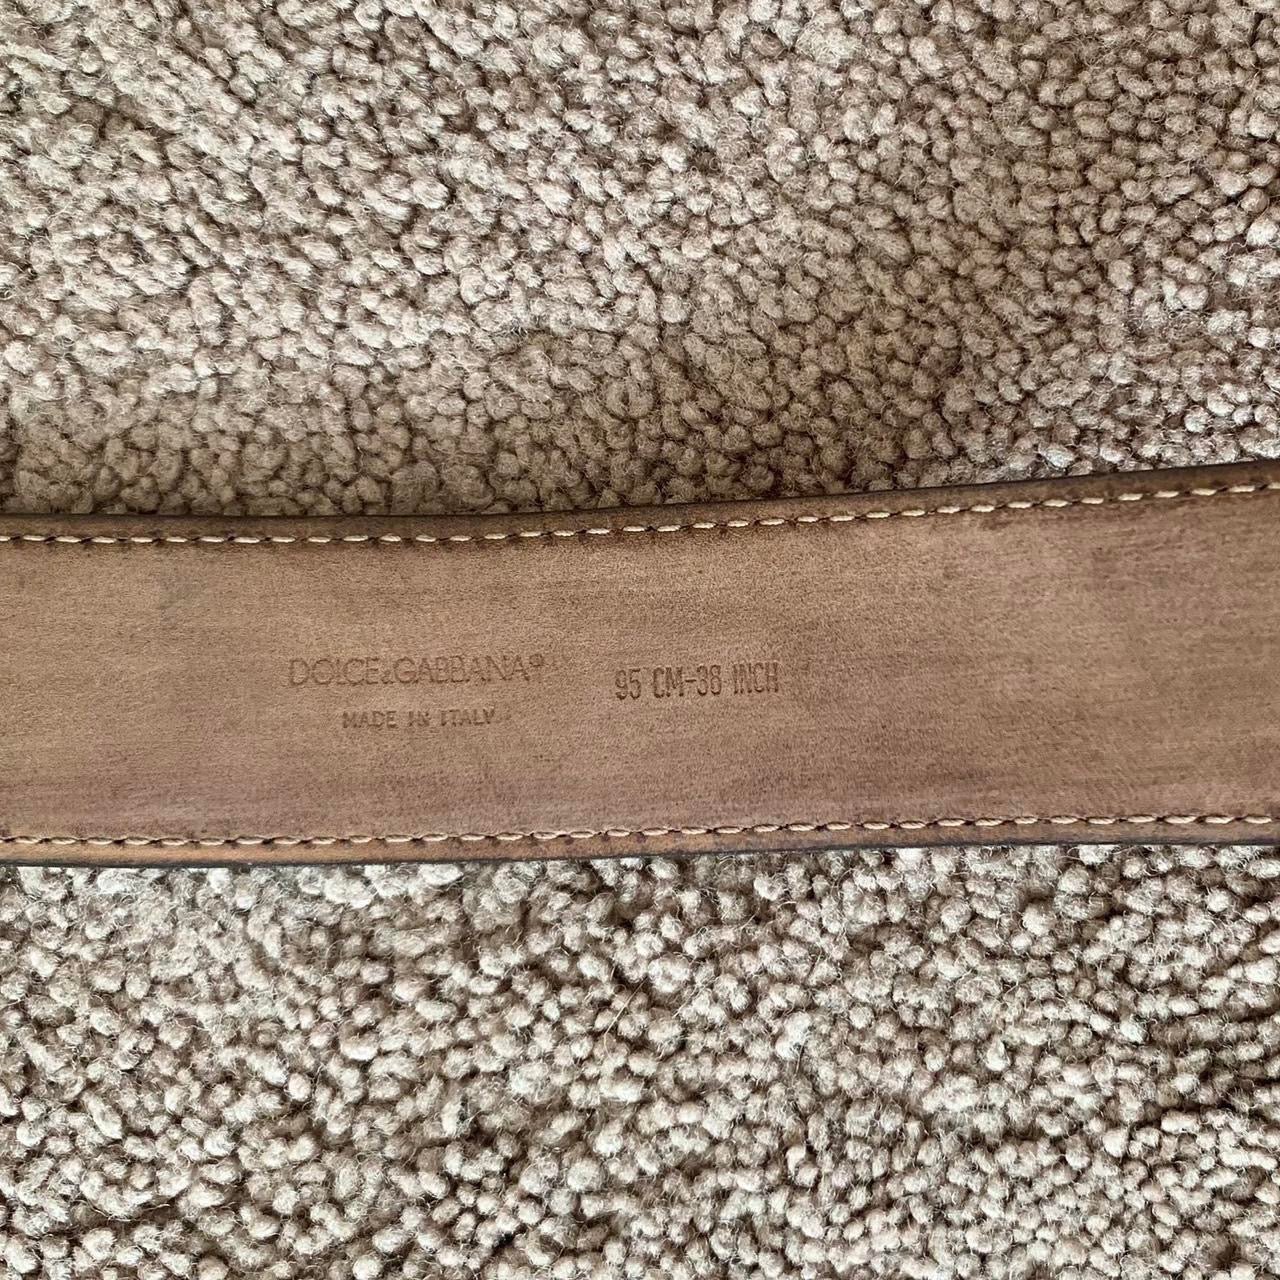 DOLCE&GABBANA®
MADE IN ITALY
95 CM-38 INCH